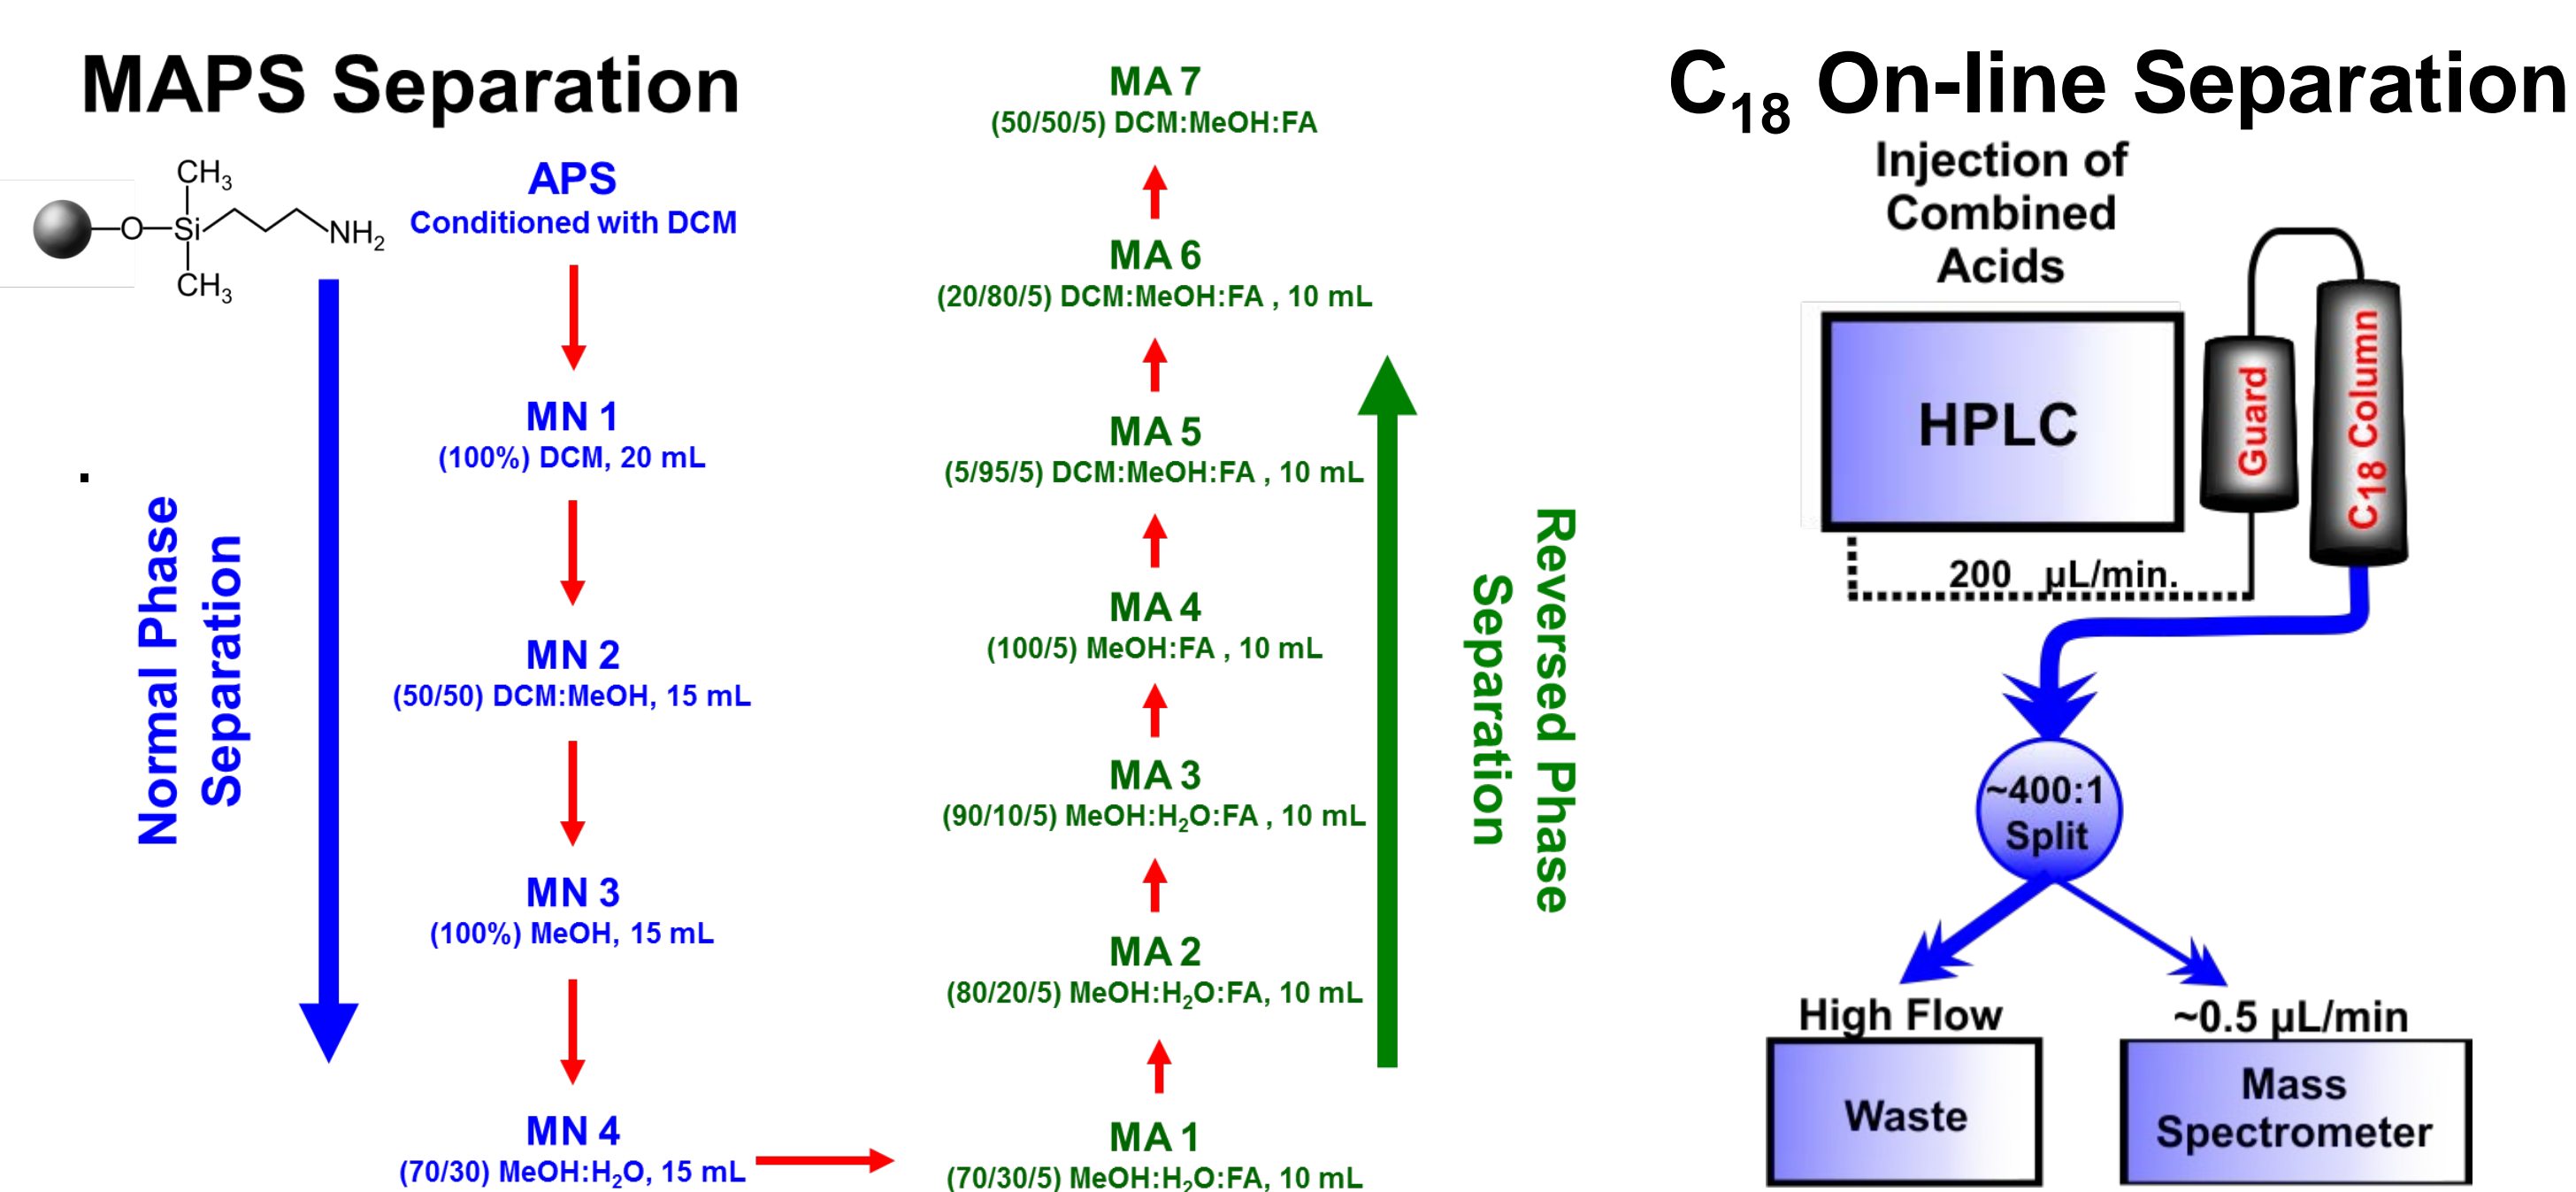 MAPS Separation
CH₃
O
Si
NH₂
CH₃
APS
Conditioned with DCM
MN 1
(100%) DCM, 20 mL
MN 2
(50/50) DCM:MeOH, 15 mL
MN 3
(100%) MeOH, 15 mL
MN 4
(70/30) MeOH:H₂O, 15 mL
Normal Phase
Separation
.
MA 7
(50/50/5) DCM:MeOH:FA
MA 6
(20/80/5) DCM:MeOH:FA , 10 mL
MA 5
(5/95/5) DCM:MeOH:FA , 10 mL
MA 4
(100/5) MeOH:FA , 10 mL
MA 3
(90/10/5) MeOH:H₂O:FA , 10 mL
MA 2
(80/20/5) MeOH:H₂O:FA, 10 mL
MA 1
(70/30/5) MeOH:H₂O:FA, 10 mL
Reversed Phase
Separation
C₁₈ On-line Separation
Injection of
Combined
Acids
HPLC
Guard
C18 Column
200 µL/min.
~400:1
Split
High Flow
Waste
~0.5 µL/min
Mass
Spectrometer